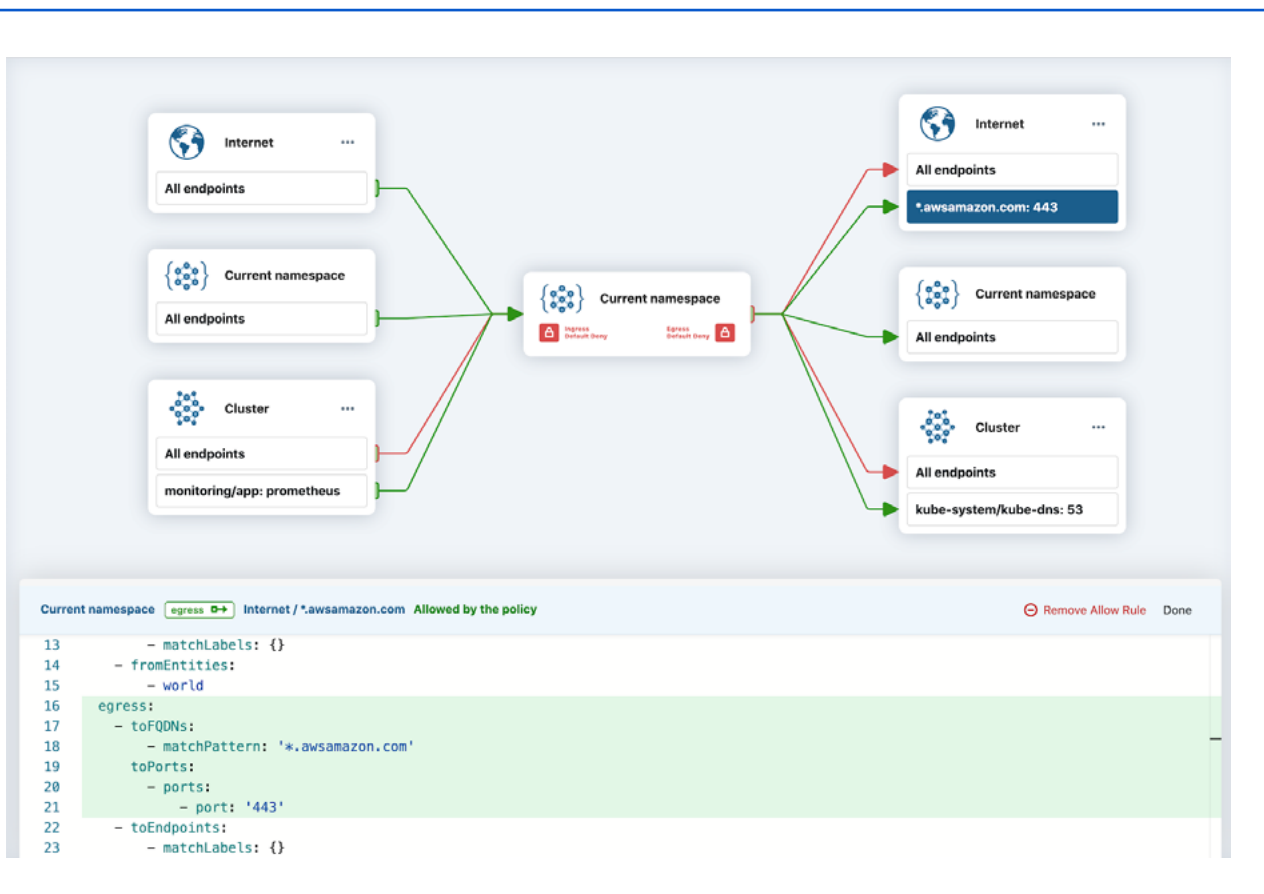 Internet ...
All endpoints
Current namespace
All endpoints
Cluster ...
All endpoints
monitoring/app: prometheus
Current namespace
Ingress
Default Deny
Egress
Default Deny
Internet ...
All endpoints
*.awsamazon.com: 443
Current namespace
All endpoints
Cluster ...
All endpoints
kube-system/kube-dns: 53
Current namespace egress Internet / *.awsamazon.com Allowed by the policy Remove Allow Rule Done
13 - matchLabels: {}
14 - fromEntities:
15 - world
16 egress:
17 - toFQDNs:
18 - matchPattern: '*.awsamazon.com'
19 toPorts:
20 - ports:
21 - port: '443'
22 - toEndpoints:
23 - matchLabels: {}